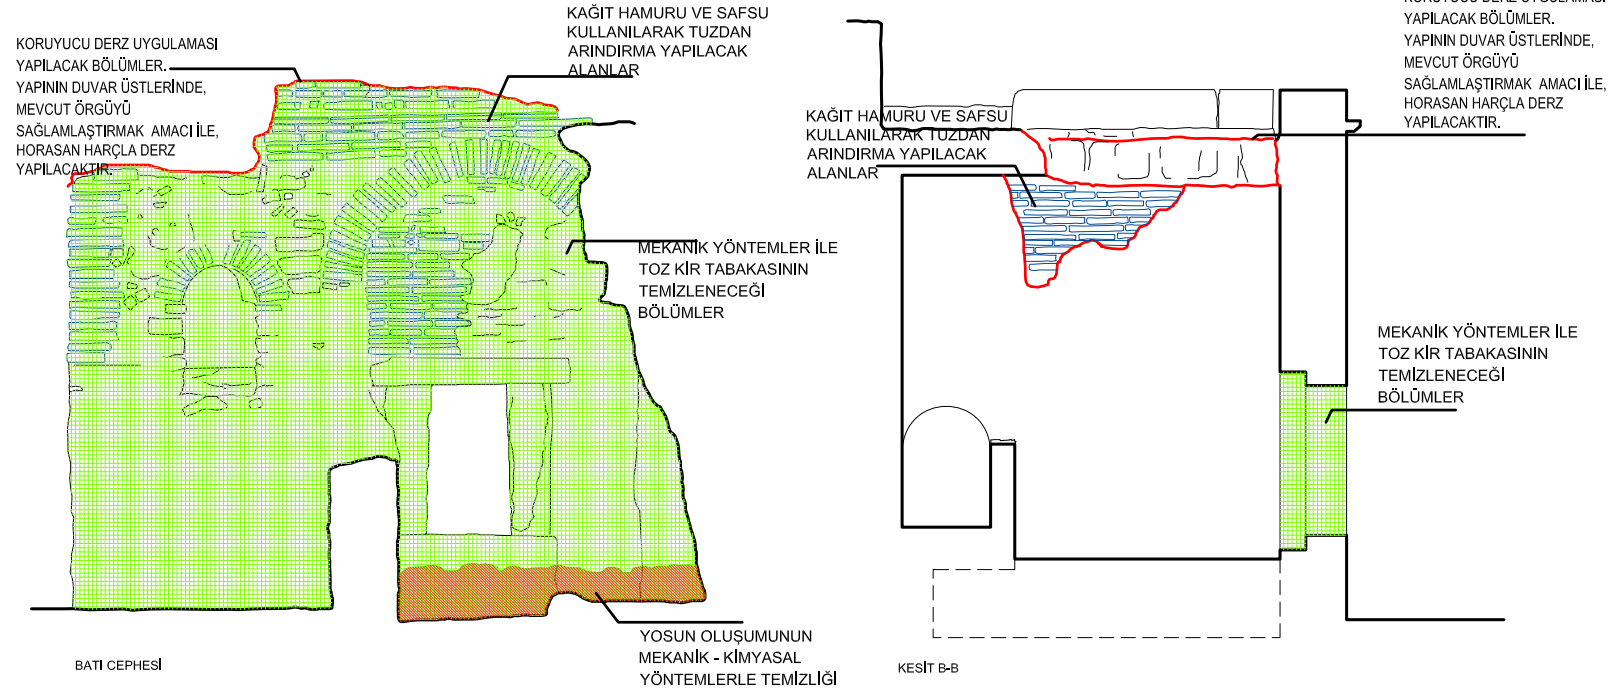 KORUYUCU DERZ UYGULAMASI
YAPILACAK BÖLÜMLER.
YAPININ DUVAR ÜSTLERİNDE,
MEVCUT ÖRGÜYÜ
SAĞLAMLAŞTIRMAK AMACI İLE,
HORASAN HARÇLA DERZ
YAPILACAKTIR.
KAĞIT HAMURU VE SAFSU
KULLANILARAK TUZDAN
ARINDIRMA YAPILACAK
ALANLAR
MEKANİK YÖNTEMLER İLE
TOZ KİR TABAKASININ
TEMİZLENECEĞİ
BÖLÜMLER
YOSUN OLUŞUMUNUN
MEKANİK - KİMYASAL
YÖNTEMLERLE TEMİZLİĞİ
BATI CEPHESİ
KAĞIT HAMURU VE SAFSU
KULLANILARAK TUZDAN
ARINDIRMA YAPILACAK
ALANLAR
KORUYUCU DERZ UYGULAMASI
YAPILACAK BÖLÜMLER.
YAPININ DUVAR ÜSTLERİNDE,
MEVCUT ÖRGÜYÜ
SAĞLAMLAŞTIRMAK AMACI İLE,
HORASAN HARÇLA DERZ
YAPILACAKTIR.
MEKANİK YÖNTEMLER İLE
TOZ KİR TABAKASININ
TEMİZLENECEĞİ
BÖLÜMLER
KESİT B-B